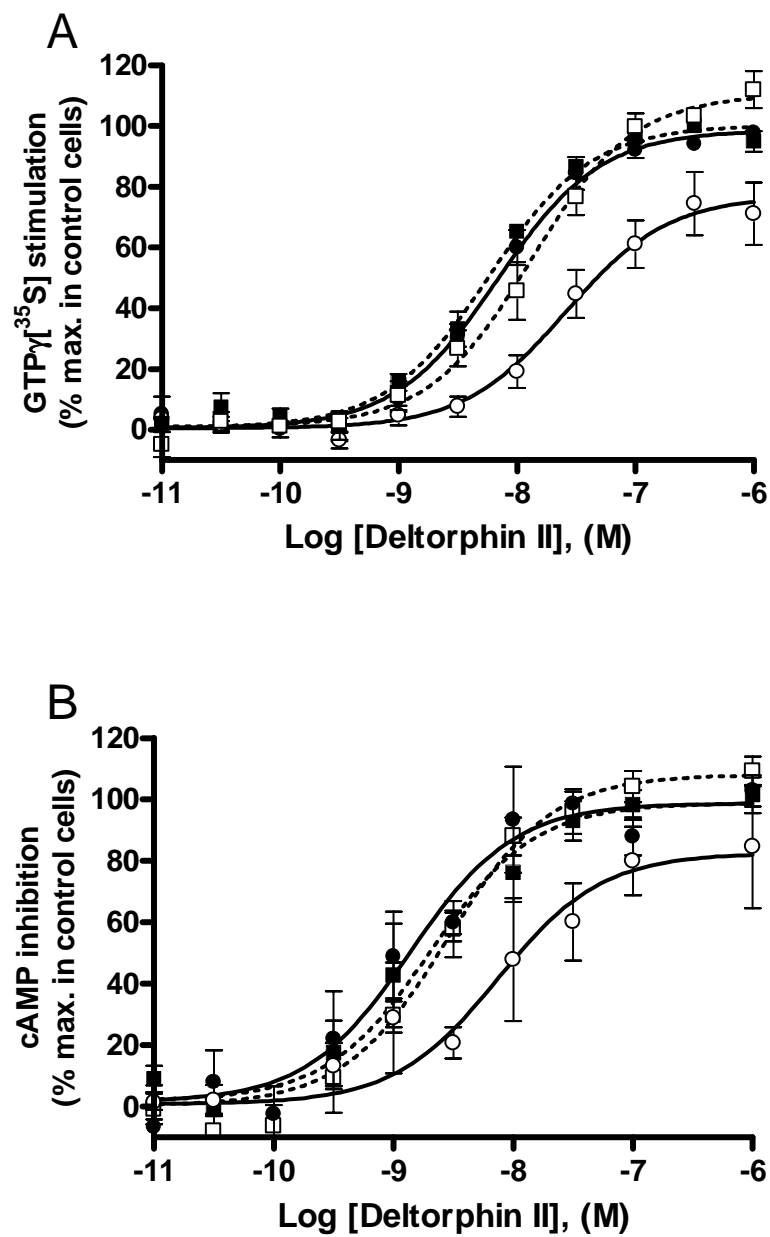 A
GTPγ[³⁵S] stimulation
(% max. in control cells)
120
100
80
60
40
20
0
-11 -10 -9 -8 -7 -6
Log [Deltorphin II], (M)
B
cAMP inhibition
(% max. in control cells)
120
100
80
60
40
20
0
-11 -10 -9 -8 -7 -6
Log [Deltorphin II], (M)